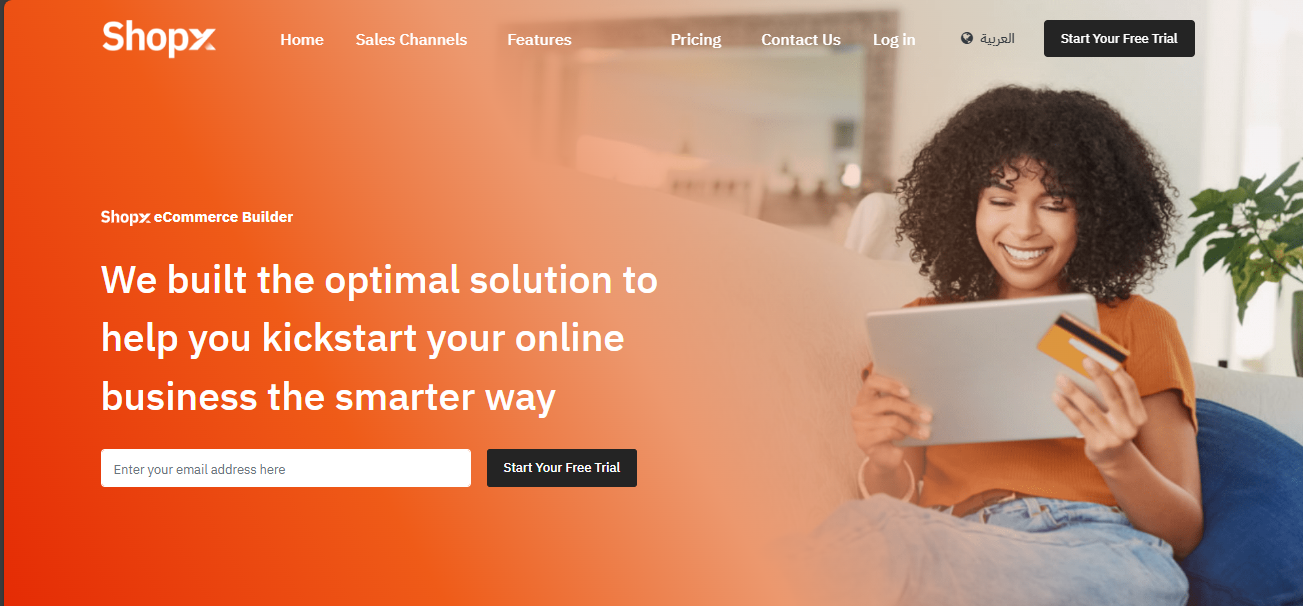 Shopx
Home Sales Channels Features Pricing Contact Us Log in العربية Start Your Free Trial
Shopx eCommerce Builder
We built the optimal solution to
help you kickstart your online
business the smarter way
Enter your email address here Start Your Free Trial